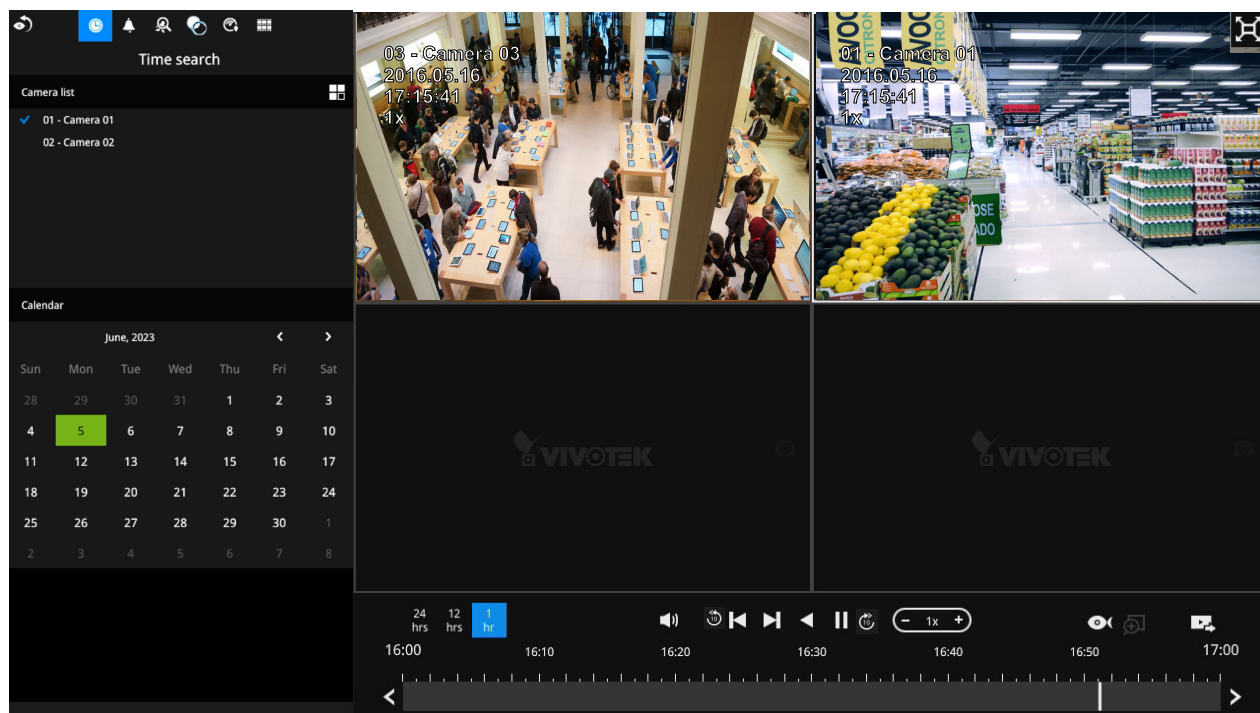 Time search
Camera list
01 - Camera 01
02 - Camera 02
Calendar
June, 2023
Sun Mon Tue Wed Thu Fri Sat
28 29 30 31 1 2 3
4 5 6 7 8 9 10
11 12 13 14 15 16 17
18 19 20 21 22 23 24
25 26 27 28 29 30 1
2 3 4 5 6 7 8
03 - Camera 03
2016.05.16
17:15:41
1x
01 - Camera 01
2016.05.16
17:15:41
1x
VIVOTEK
VIVOTEK
24 hrs
12 hrs
1 hr
10
10
1x
16:00 16:10 16:20 16:30 16:40 16:50 17:00